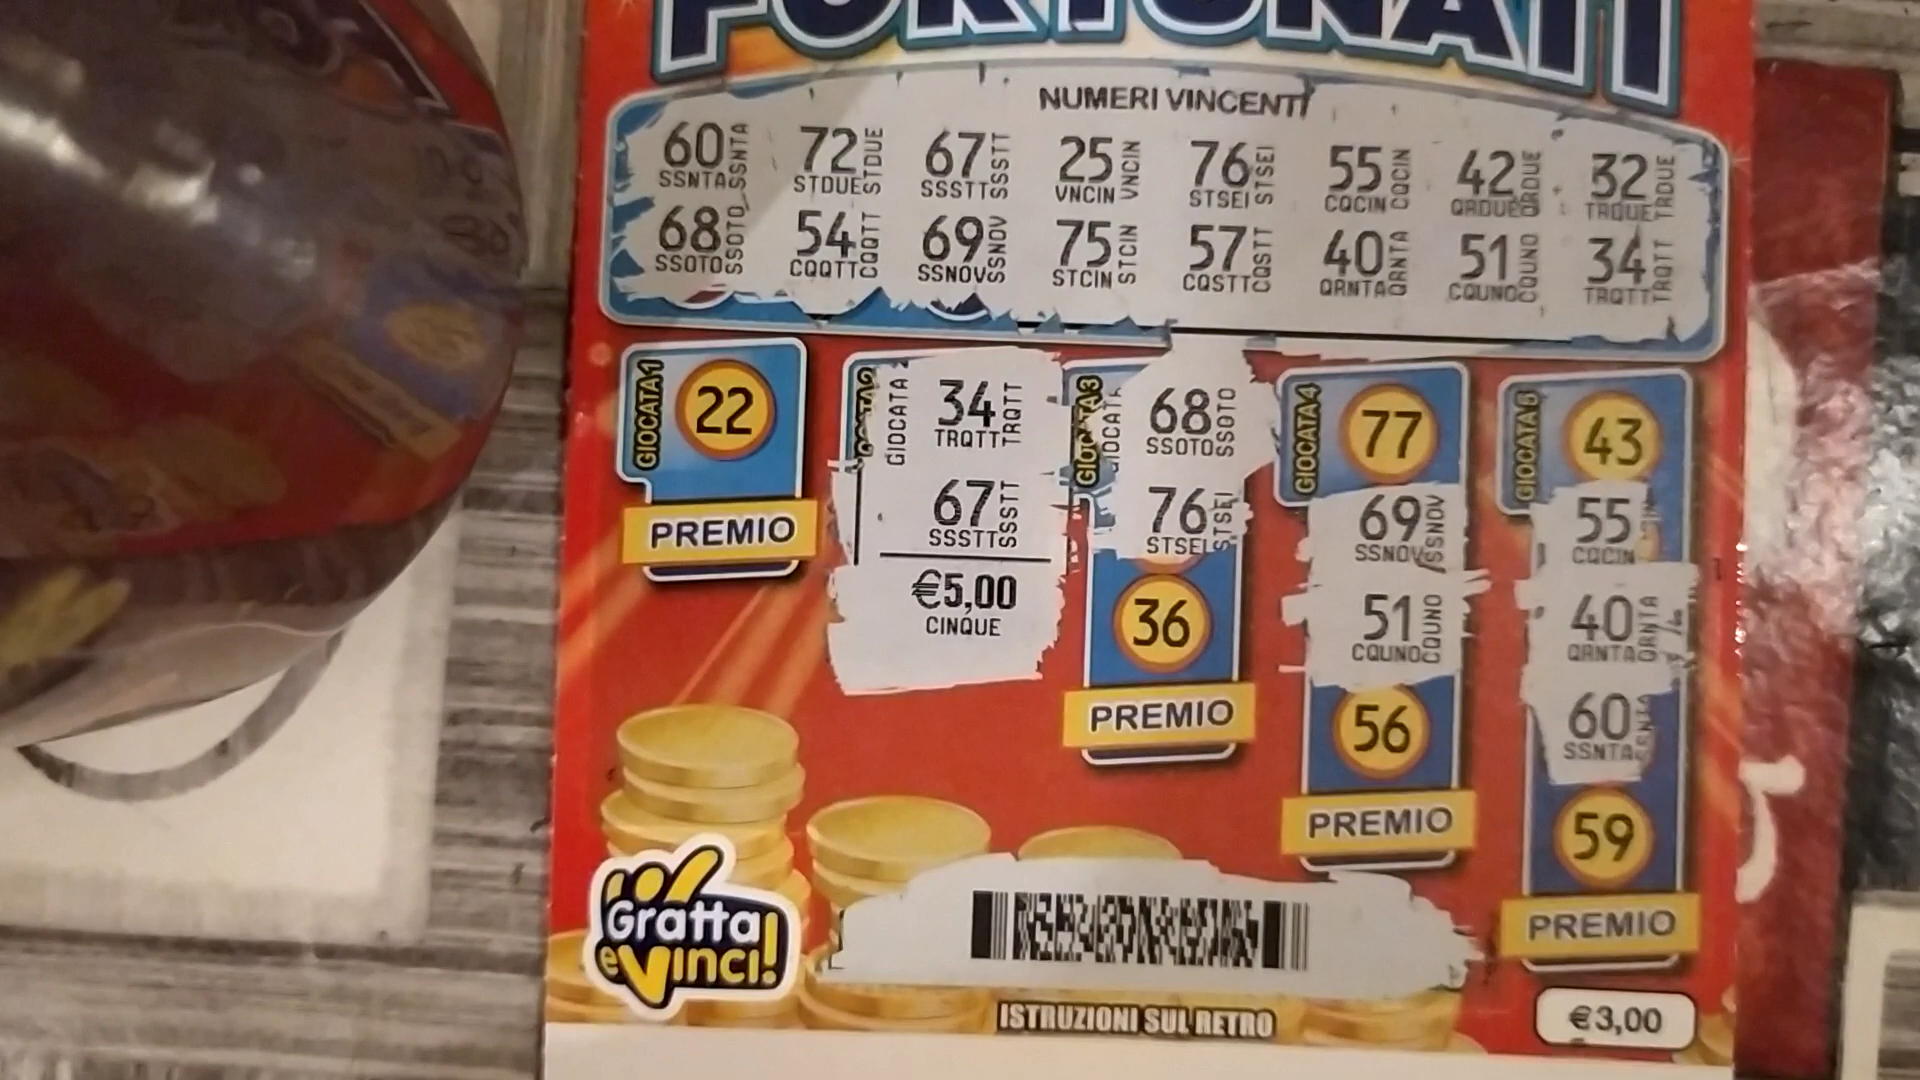 FORTUNATI
NUMERI VINCENTI
60 72 67 25 76 55 42 32
SSNTA STDUE SSSTT VNCIN STSEI CQCIN QRDUE TRDUE
SSNTA STDUE SSSTT VNCIN STSEI CQCIN QRDUE TRDUE
68 54 69 75 57 40 51 34
SSOTO CQQTT SSNOV STCIN CQSTT QRNTA CQUNO TRQTT
SSOTO CQQTT SSNOV STCIN CQSTT QRNTA CQUNO TRQTT
GIOCATA 1
22
PREMIO
GIOCATA 2
34
TRQTT
TRQTT
67
SSSTT
SSSTT
€5,00
CINQUE
GIOCATA 3
GIOCATA
68
SSOTO
SSOTO
76
STSEI
STSEI
36
PREMIO
GIOCATA 4
77
69
SSNOV
SSNOV
51
CQUNO
CQUNO
56
PREMIO
GIOCATA 5
43
55
CQCIN
40
QRNTA
QRNTA
60
SSNTA
SSNTA
59
PREMIO
Gratta
e Vinci!
ISTRUZIONI SUL RETRO
€3,00